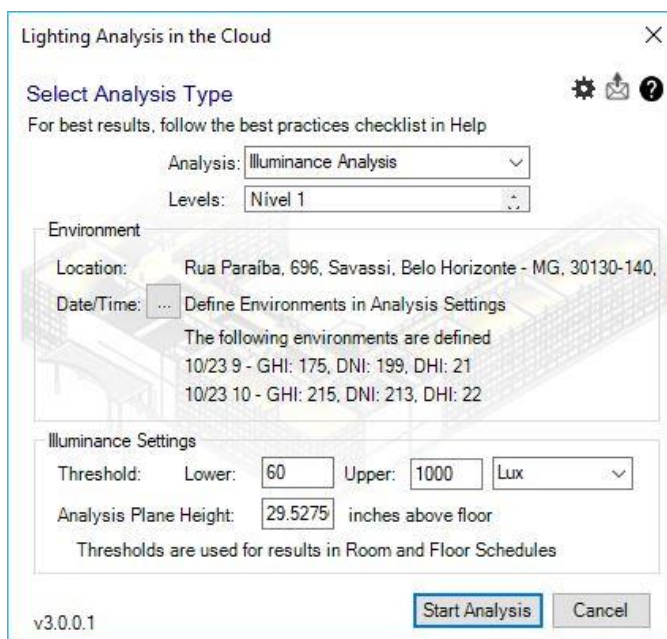 Lighting Analysis in the Cloud
Select Analysis Type
For best results, follow the best practices checklist in Help
Analysis: Illuminance Analysis
Levels: Nível 1
Environment
Location: Rua Paraíba, 696, Savassi, Belo Horizonte - MG, 30130-140,
Date/Time: ... Define Environments in Analysis Settings
The following environments are defined
10/23 9 - GHI: 175, DNI: 199, DHI: 21
10/23 10 - GHI: 215, DNI: 213, DHI: 22
Illuminance Settings
Threshold: Lower: 60 Upper: 1000 Lux
Analysis Plane Height: 29.5275 inches above floor
Thresholds are used for results in Room and Floor Schedules
Start Analysis Cancel
v3.0.0.1